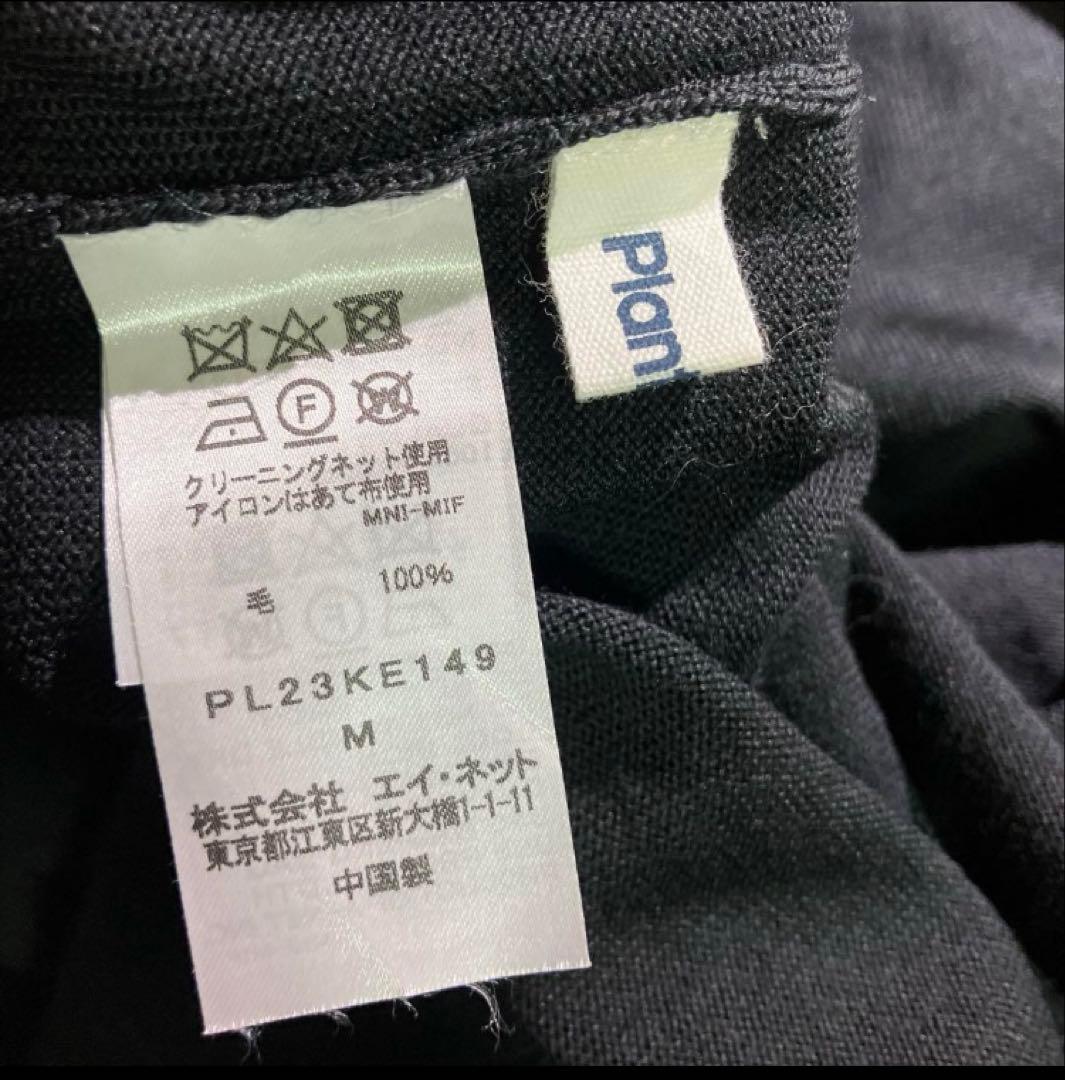 Plant
F
W
クリーニングネット使用
アイロンはあて布使用
MNI-MIF
毛 100%
PL23KE149
M
株式会社 エイ・ネット
東京都江東区新大橋1-1-11
中国製